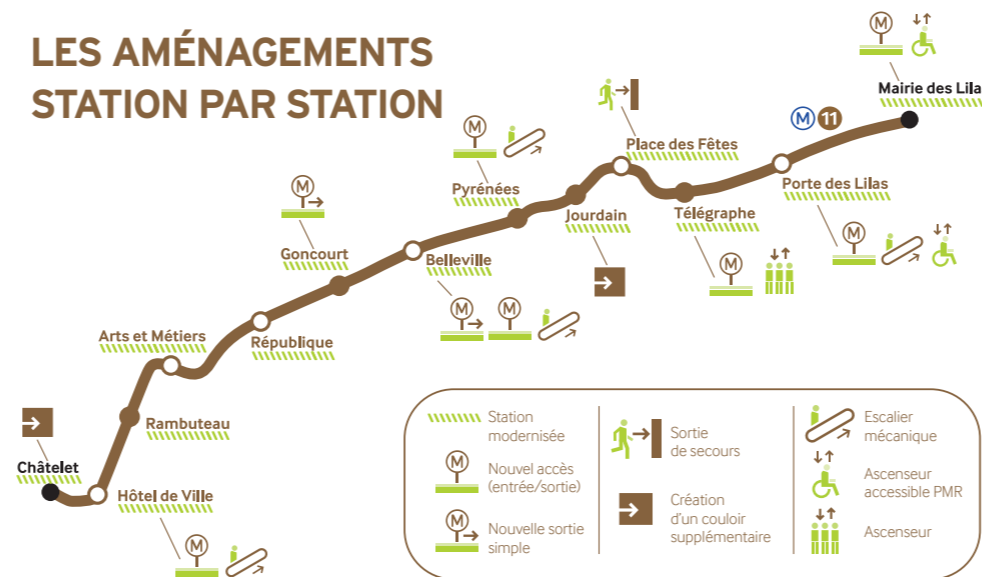 LES AMÉNAGEMENTS
STATION PAR STATION
M
Mairie des Lila
M 11
Place des Fêtes
M
Pyrénées
Porte des Lilas
M
Jourdain
Télégraphe
Goncourt
Belleville
M
M
M M
Arts et Métiers
République
Rambuteau
Châtelet
Hôtel de Ville
M
Station
modernisée
M
Nouvel accès
(entrée/sortie)
M
Nouvelle sortie
simple
Sortie
de secours
Création
d'un couloir
supplémentaire
Escalier
mécanique
Ascenseur
accessible PMR
Ascenseur